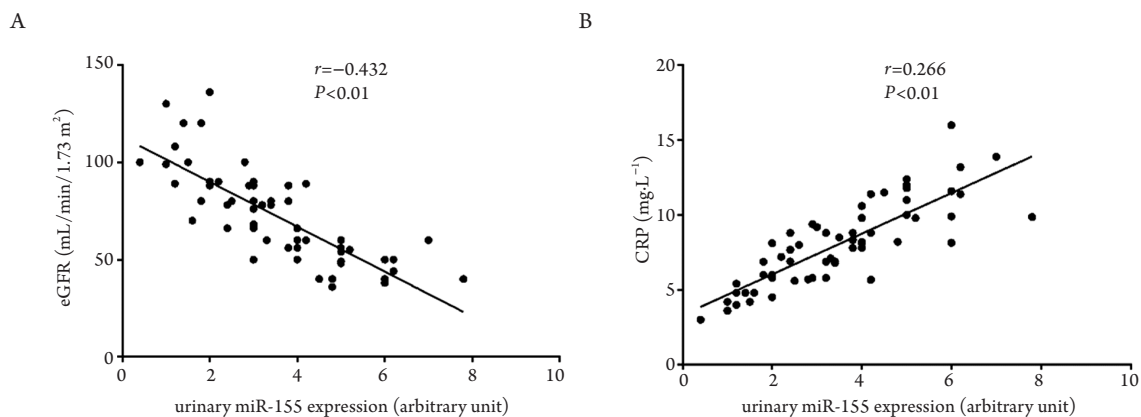 A
150
100
50
0
0 2 4 6 8 10
eGFR (mL/min/1.73 m²)
urinary miR-155 expression (arbitrary unit)
r=−0.432
P<0.01
B
20
15
10
5
0
0 2 4 6 8 10
CRP (mg·L⁻¹)
urinary miR-155 expression (arbitrary unit)
r=0.266
P<0.01